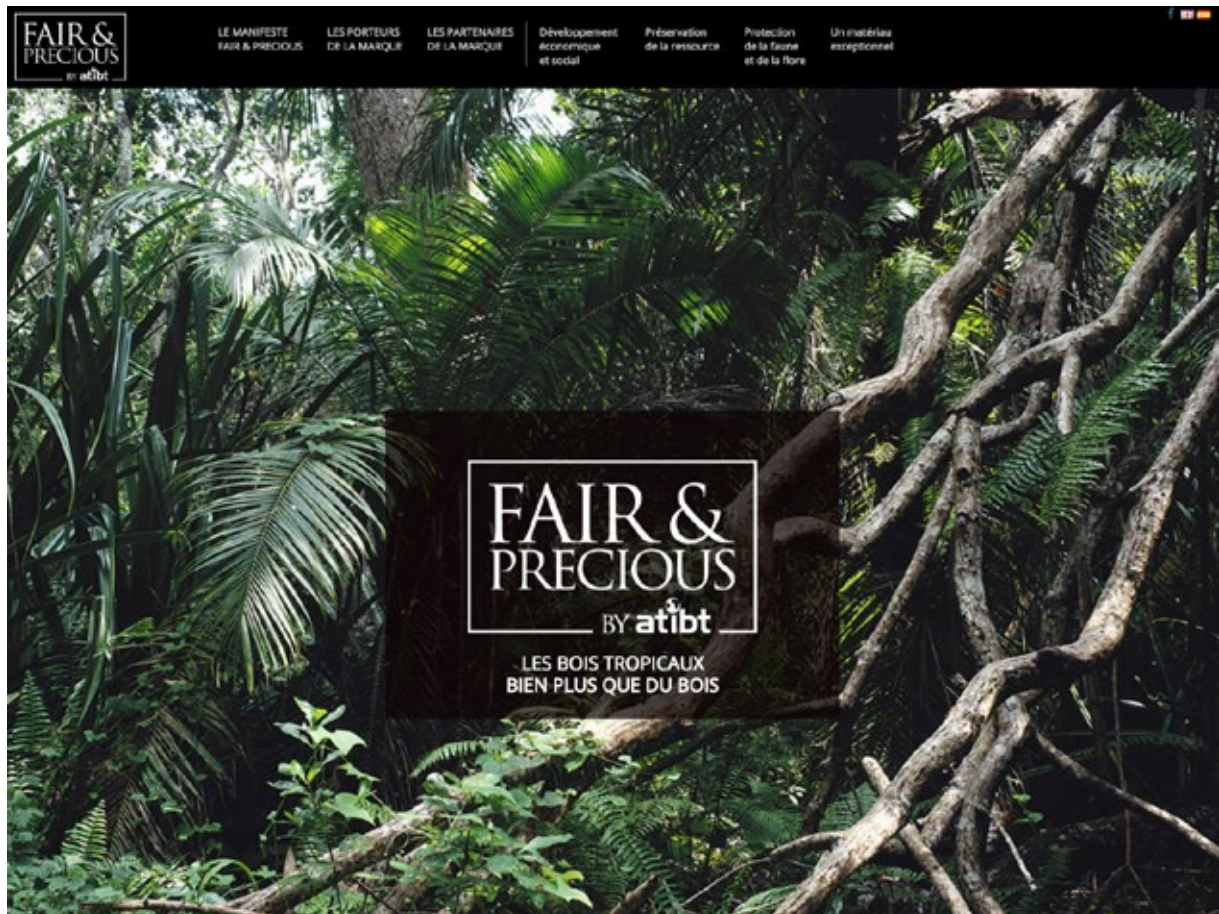 FAIR &
PRECIOUS
BY atibt
LE MANIFESTE
FAIR & PRECIOUS
LES PORTEURS
DE LA MARQUE
LES PARTENAIRES
DE LA MARQUE
Développement
économique
et social
Préservation
de la ressource
Protection
de la faune
et de la flore
Un matériau
exceptionnel
f
FAIR &
PRECIOUS
BY atibt
LES BOIS TROPICAUX
BIEN PLUS QUE DU BOIS